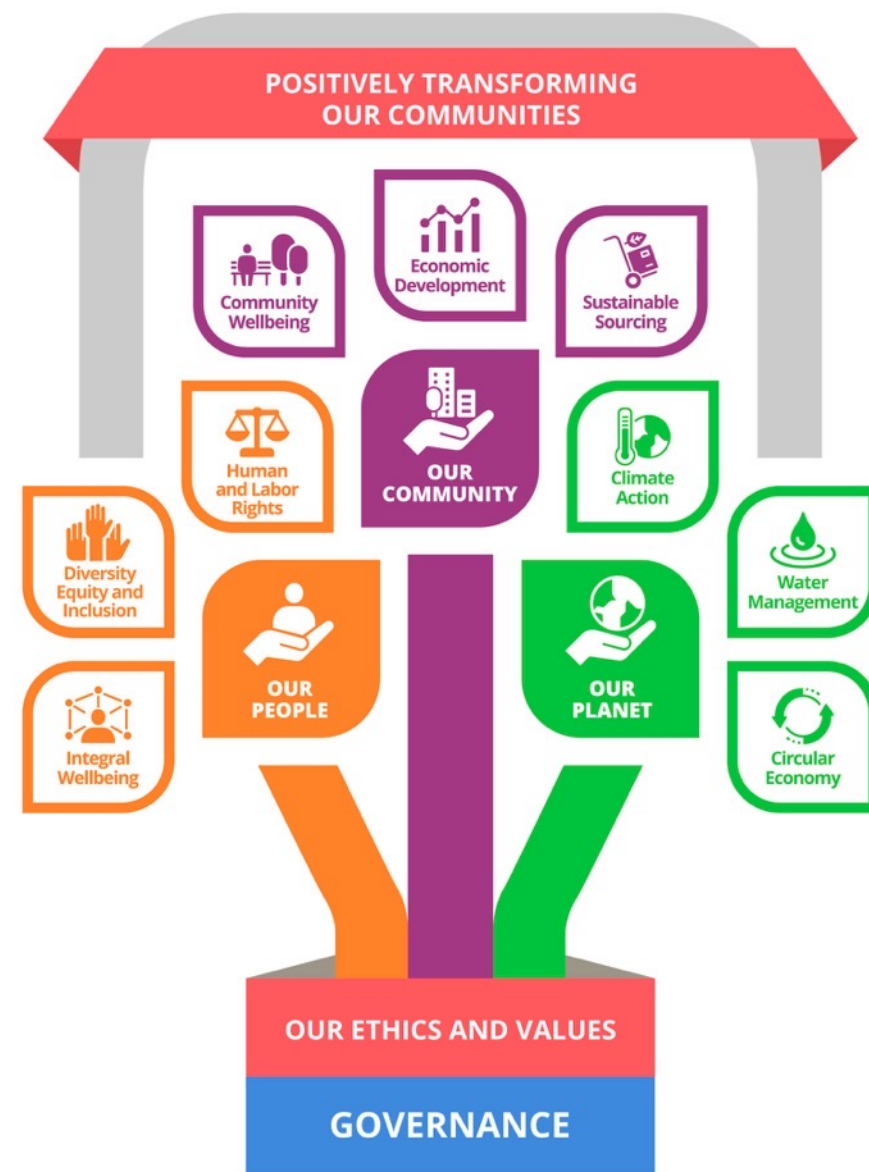 POSITIVELY TRANSFORMING
OUR COMMUNITIES
Economic
Development
Community
Wellbeing
Sustainable
Sourcing
OUR
COMMUNITY
Human
and Labor
Rights
Climate
Action
Diversity
Equity and
Inclusion
Water
Management
OUR
PEOPLE
OUR
PLANET
Integral
Wellbeing
Circular
Economy
OUR ETHICS AND VALUES
GOVERNANCE